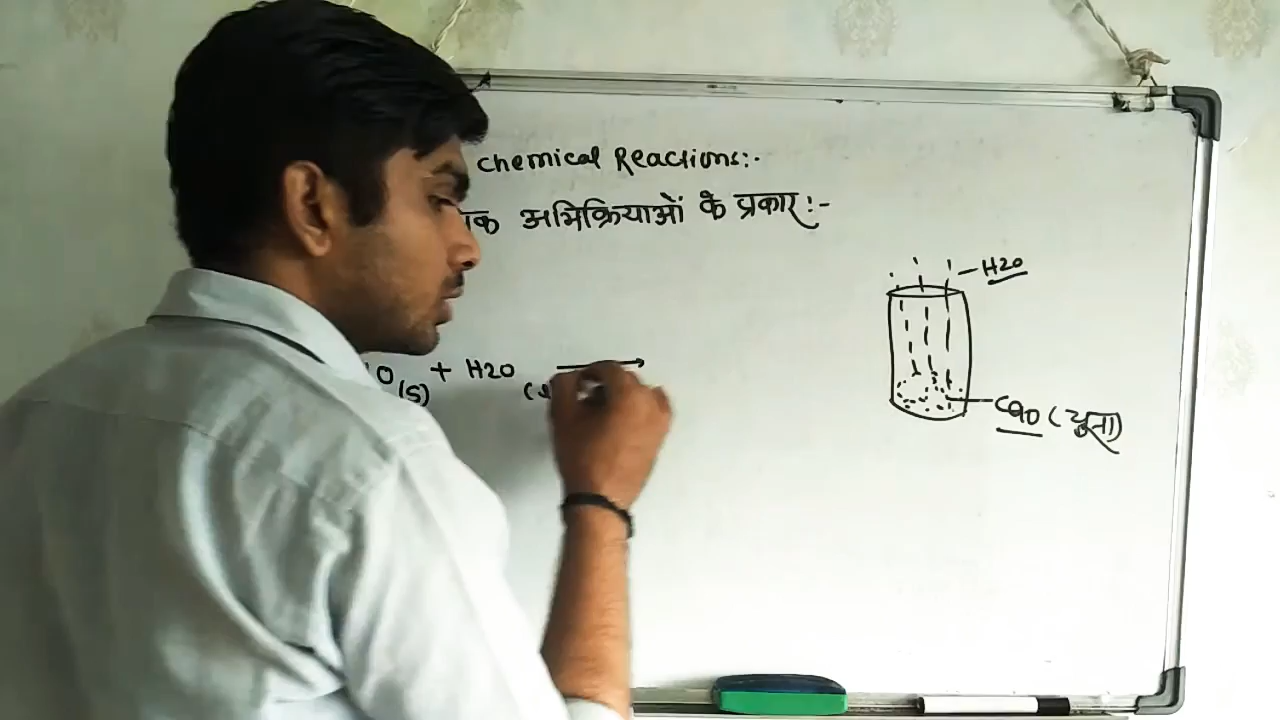 Chemical Reactions:-
अभिक्रियाओं के प्रकार :-
H2O
O(s) + H2O →
CaO (चूना)